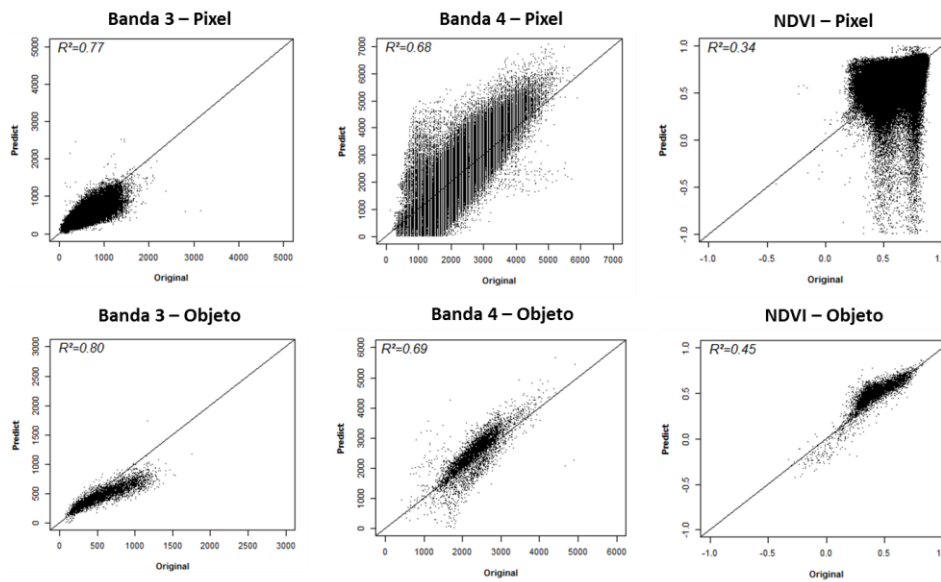 Banda 3 – Pixel
Banda 4 – Pixel
NDVI – Pixel
R²=0.77
R²=0.68
R²=0.34
Predict
0 1000 2000 3000 4000 5000
0 1000 2000 3000 4000 5000
Original
Predict
0 1000 2000 3000 4000 5000 6000 7000
0 1000 2000 3000 4000 5000 6000 7000
Original
Predict
-1.0 -0.5 0.0 0.5 1.0
-1.0 -0.5 0.0 0.5 1.0
Original
Banda 3 – Objeto
Banda 4 – Objeto
NDVI – Objeto
R²=0.80
R²=0.69
R²=0.45
Predict
0 500 1000 1500 2000 2500 3000
0 500 1000 1500 2000 2500 3000
Original
Predict
0 1000 2000 3000 4000 5000 6000
0 1000 2000 3000 4000 5000 6000
Original
Predict
-1.0 -0.5 0.0 0.5 1.0
-1.0 -0.5 0.0 0.5
Original